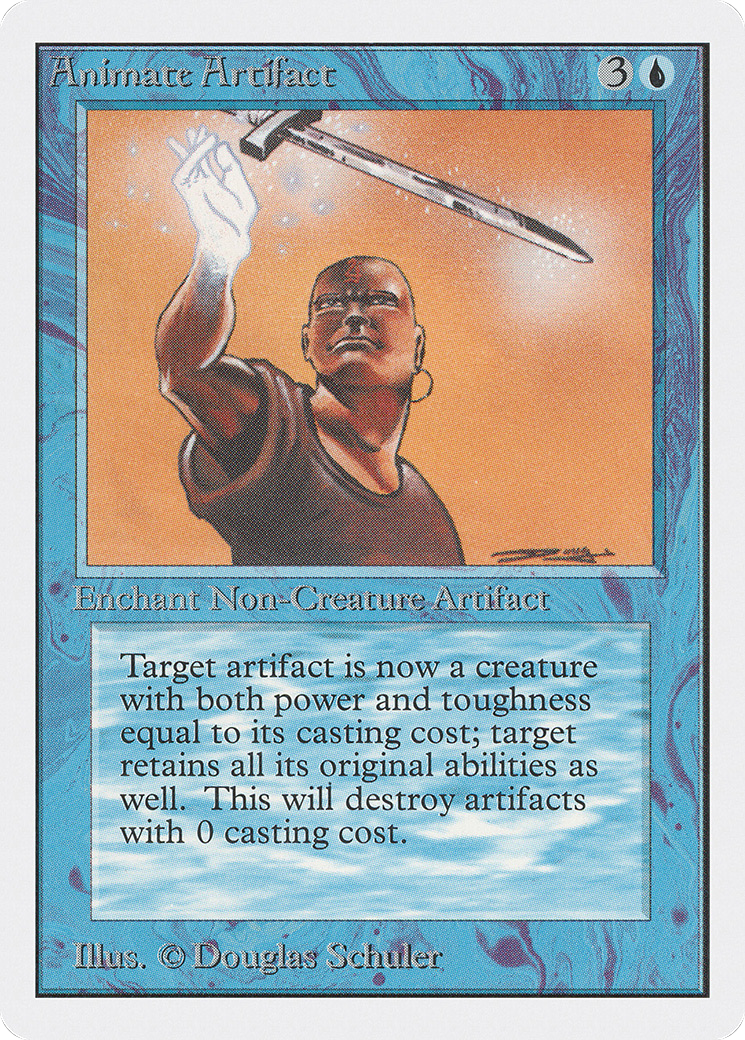 Animate Artifact 3
Enchant Non-Creature Artifact
Target artifact is now a creature
with both power and toughness
equal to its casting cost; target
retains all its original abilities as
well. This will destroy artifacts
with 0 casting cost.
Illus. © Douglas Schuler